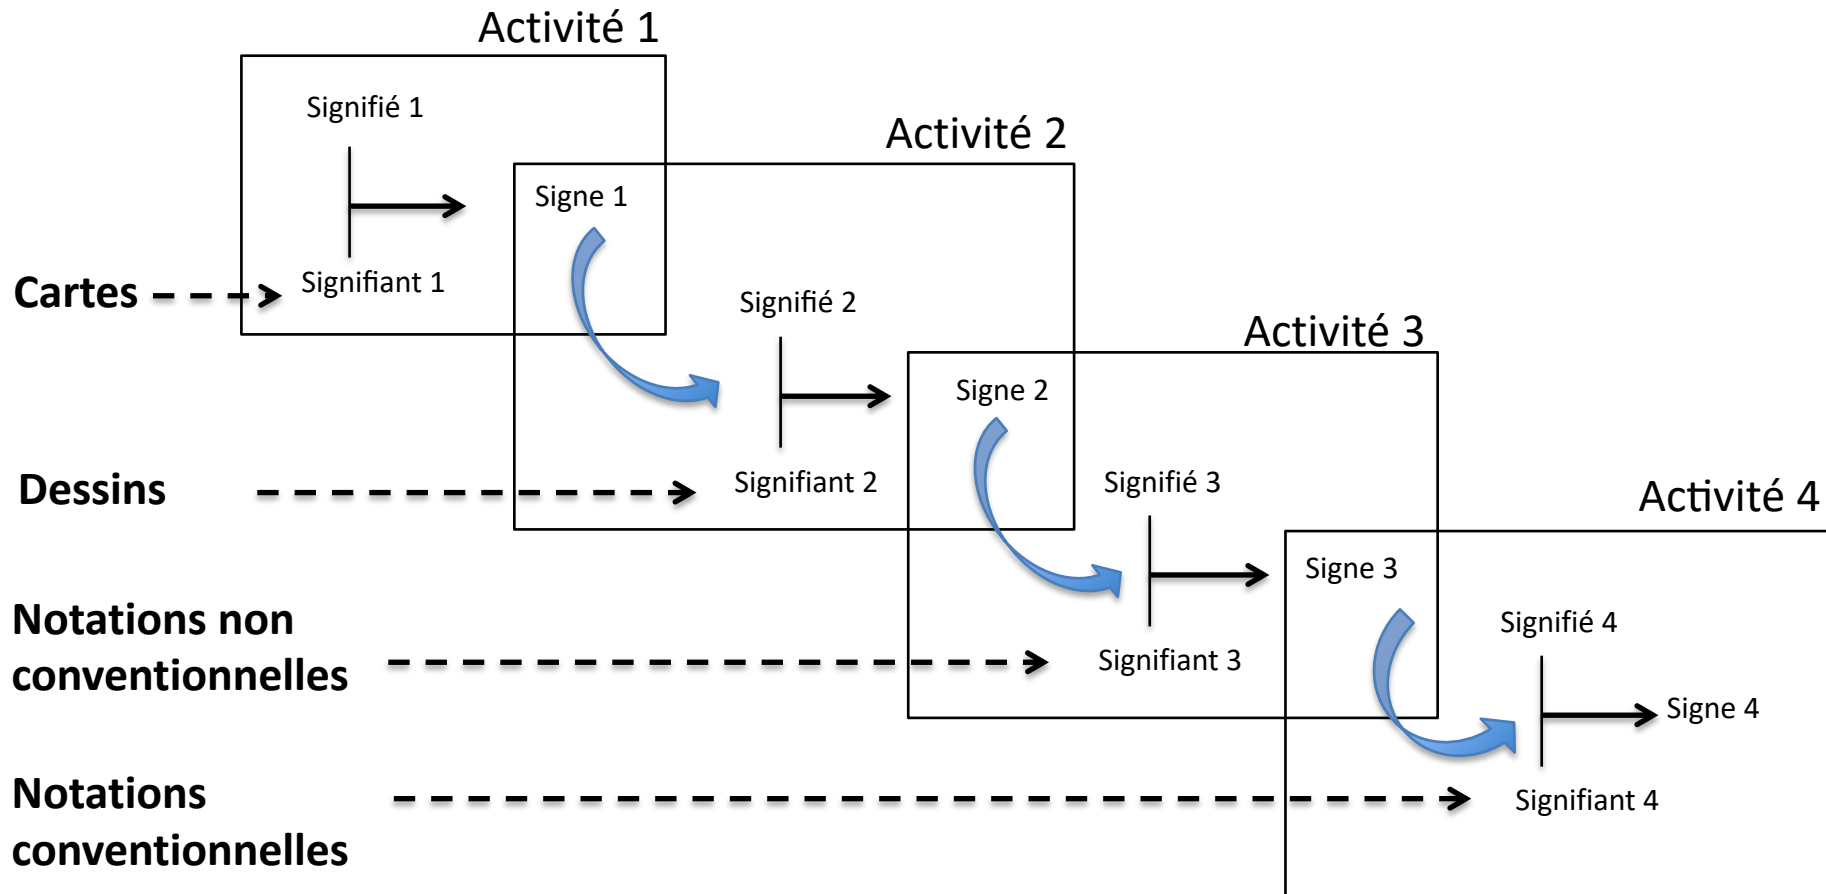 Activité 1
Signifié 1
Activité 2
Signe 1
Cartes
Signifiant 1
Signifié 2
Activité 3
Signe 2
Dessins
Signifiant 2
Signifié 3
Activité 4
Signe 3
Notations non
conventionnelles
Signifiant 3
Signifié 4
Signe 4
Notations
conventionnelles
Signifiant 4